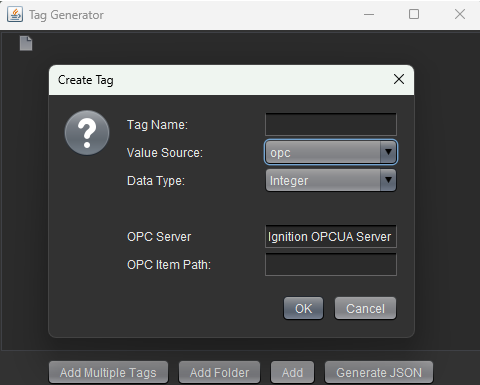 Tag Generator
Create Tag
?
Tag Name:
Value Source: opc
Data Type: Integer
OPC Server Ignition OPCUA Server
OPC Item Path:
OK Cancel
Add Multiple Tags Add Folder Add Generate JSON